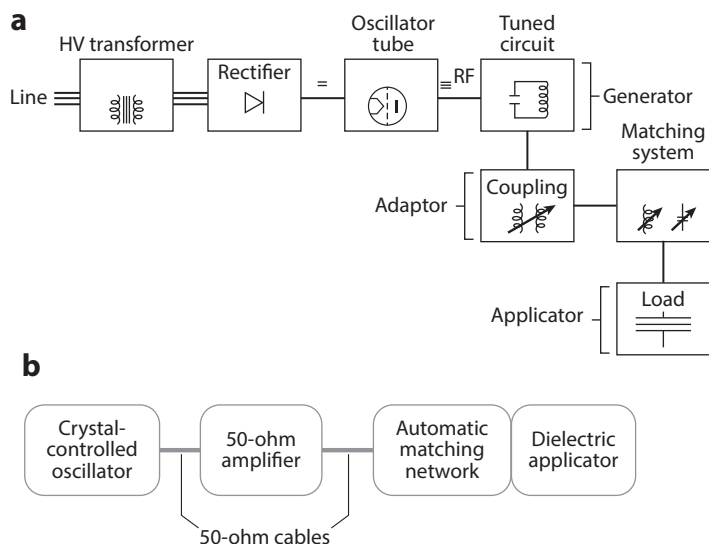 a
HV transformer
Line
Rectifier
=
Oscillator
tube
≡
RF
Tuned
circuit
Generator
Adaptor
Coupling
Matching
system
Applicator
Load
b
Crystal-
controlled
oscillator
50-ohm
amplifier
Automatic
matching
network
Dielectric
applicator
50-ohm cables